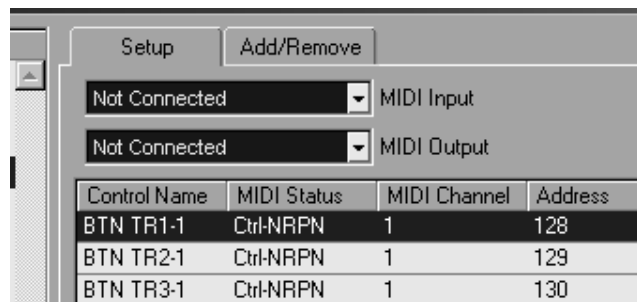 Setup Add/Remove
Not Connected MIDI Input
Not Connected MIDI Output
Control Name MIDI Status MIDI Channel Address
BTN TR1-1 Ctrl-NRPN 1 128
BTN TR2-1 Ctrl-NRPN 1 129
BTN TR3-1 Ctrl-NRPN 1 130